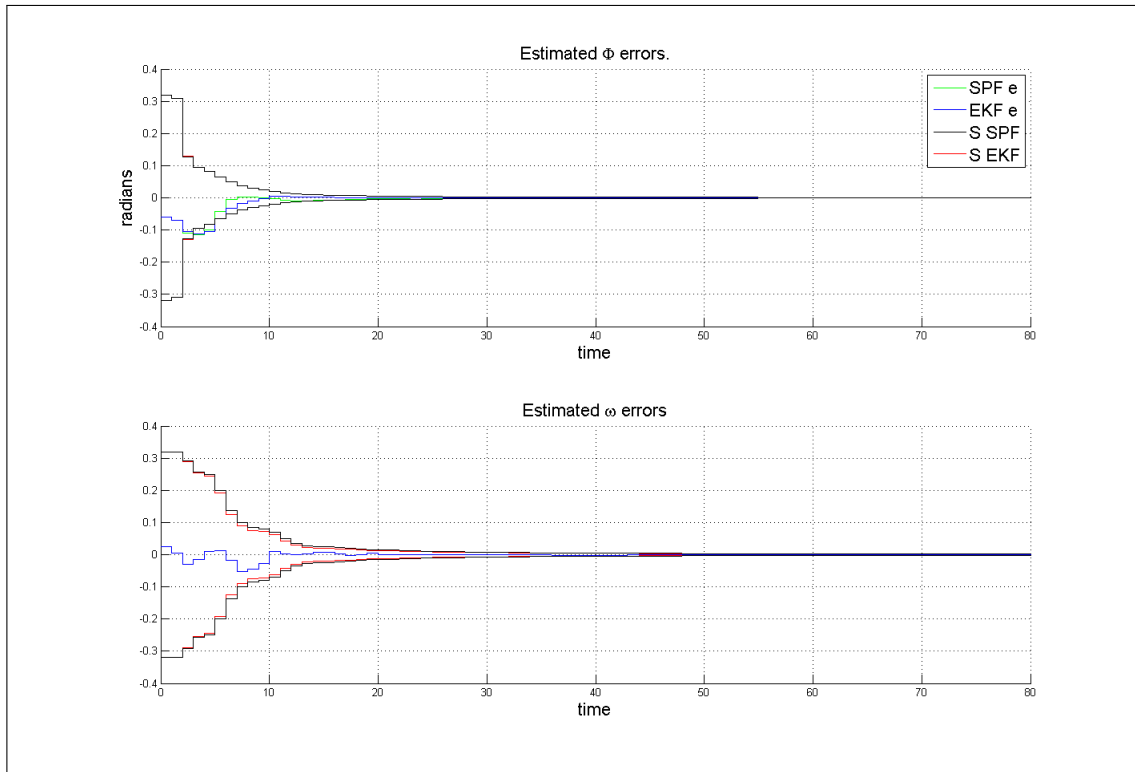 Estimated Φ errors.
0.4
0.3
0.2
0.1
0
-0.1
-0.2
-0.3
-0.4
radians
SPF e
EKF e
S SPF
S EKF
0 10 20 30 40 50 60 70 80
time
Estimated ω errors
0.4
0.3
0.2
0.1
0
-0.1
-0.2
-0.3
-0.4
0 10 20 30 40 50 60 70 80
time